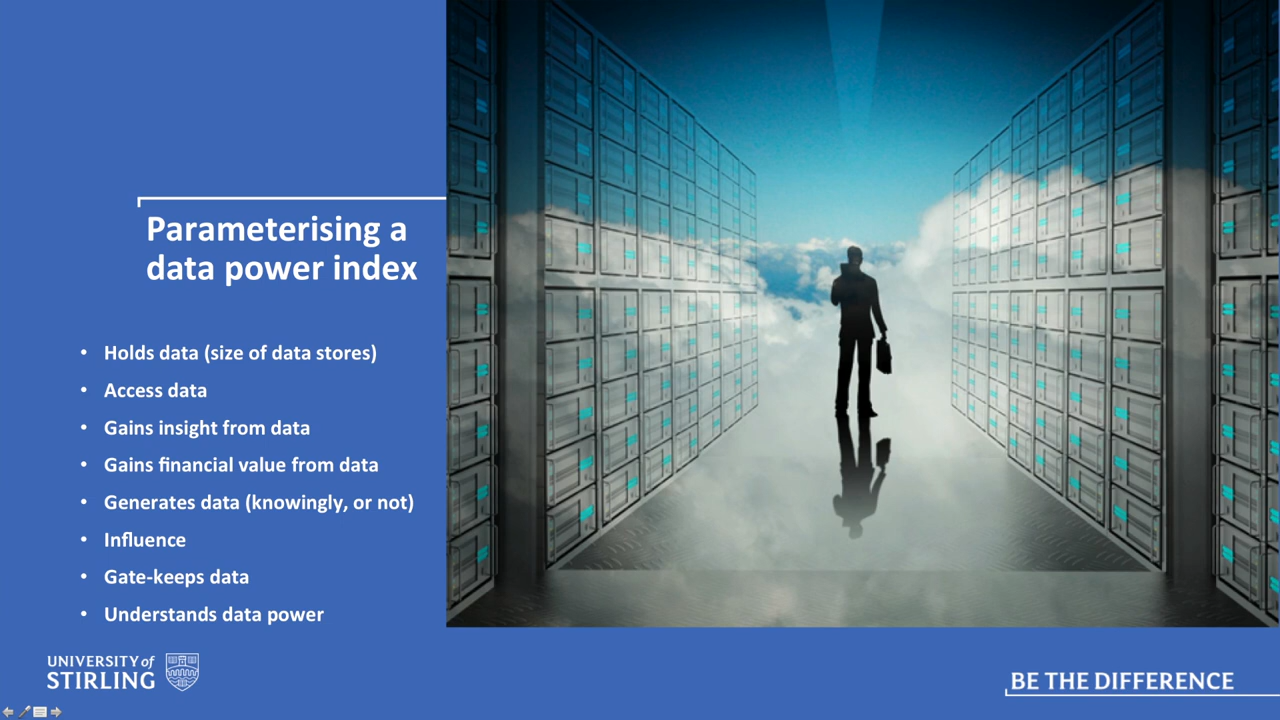 Parameterising a
data power index
• Holds data (size of data stores)
• Access data
• Gains insight from data
• Gains financial value from data
• Generates data (knowingly, or not)
• Influence
• Gate-keeps data
• Understands data power
UNIVERSITY of
STIRLING
BE THE DIFFERENCE